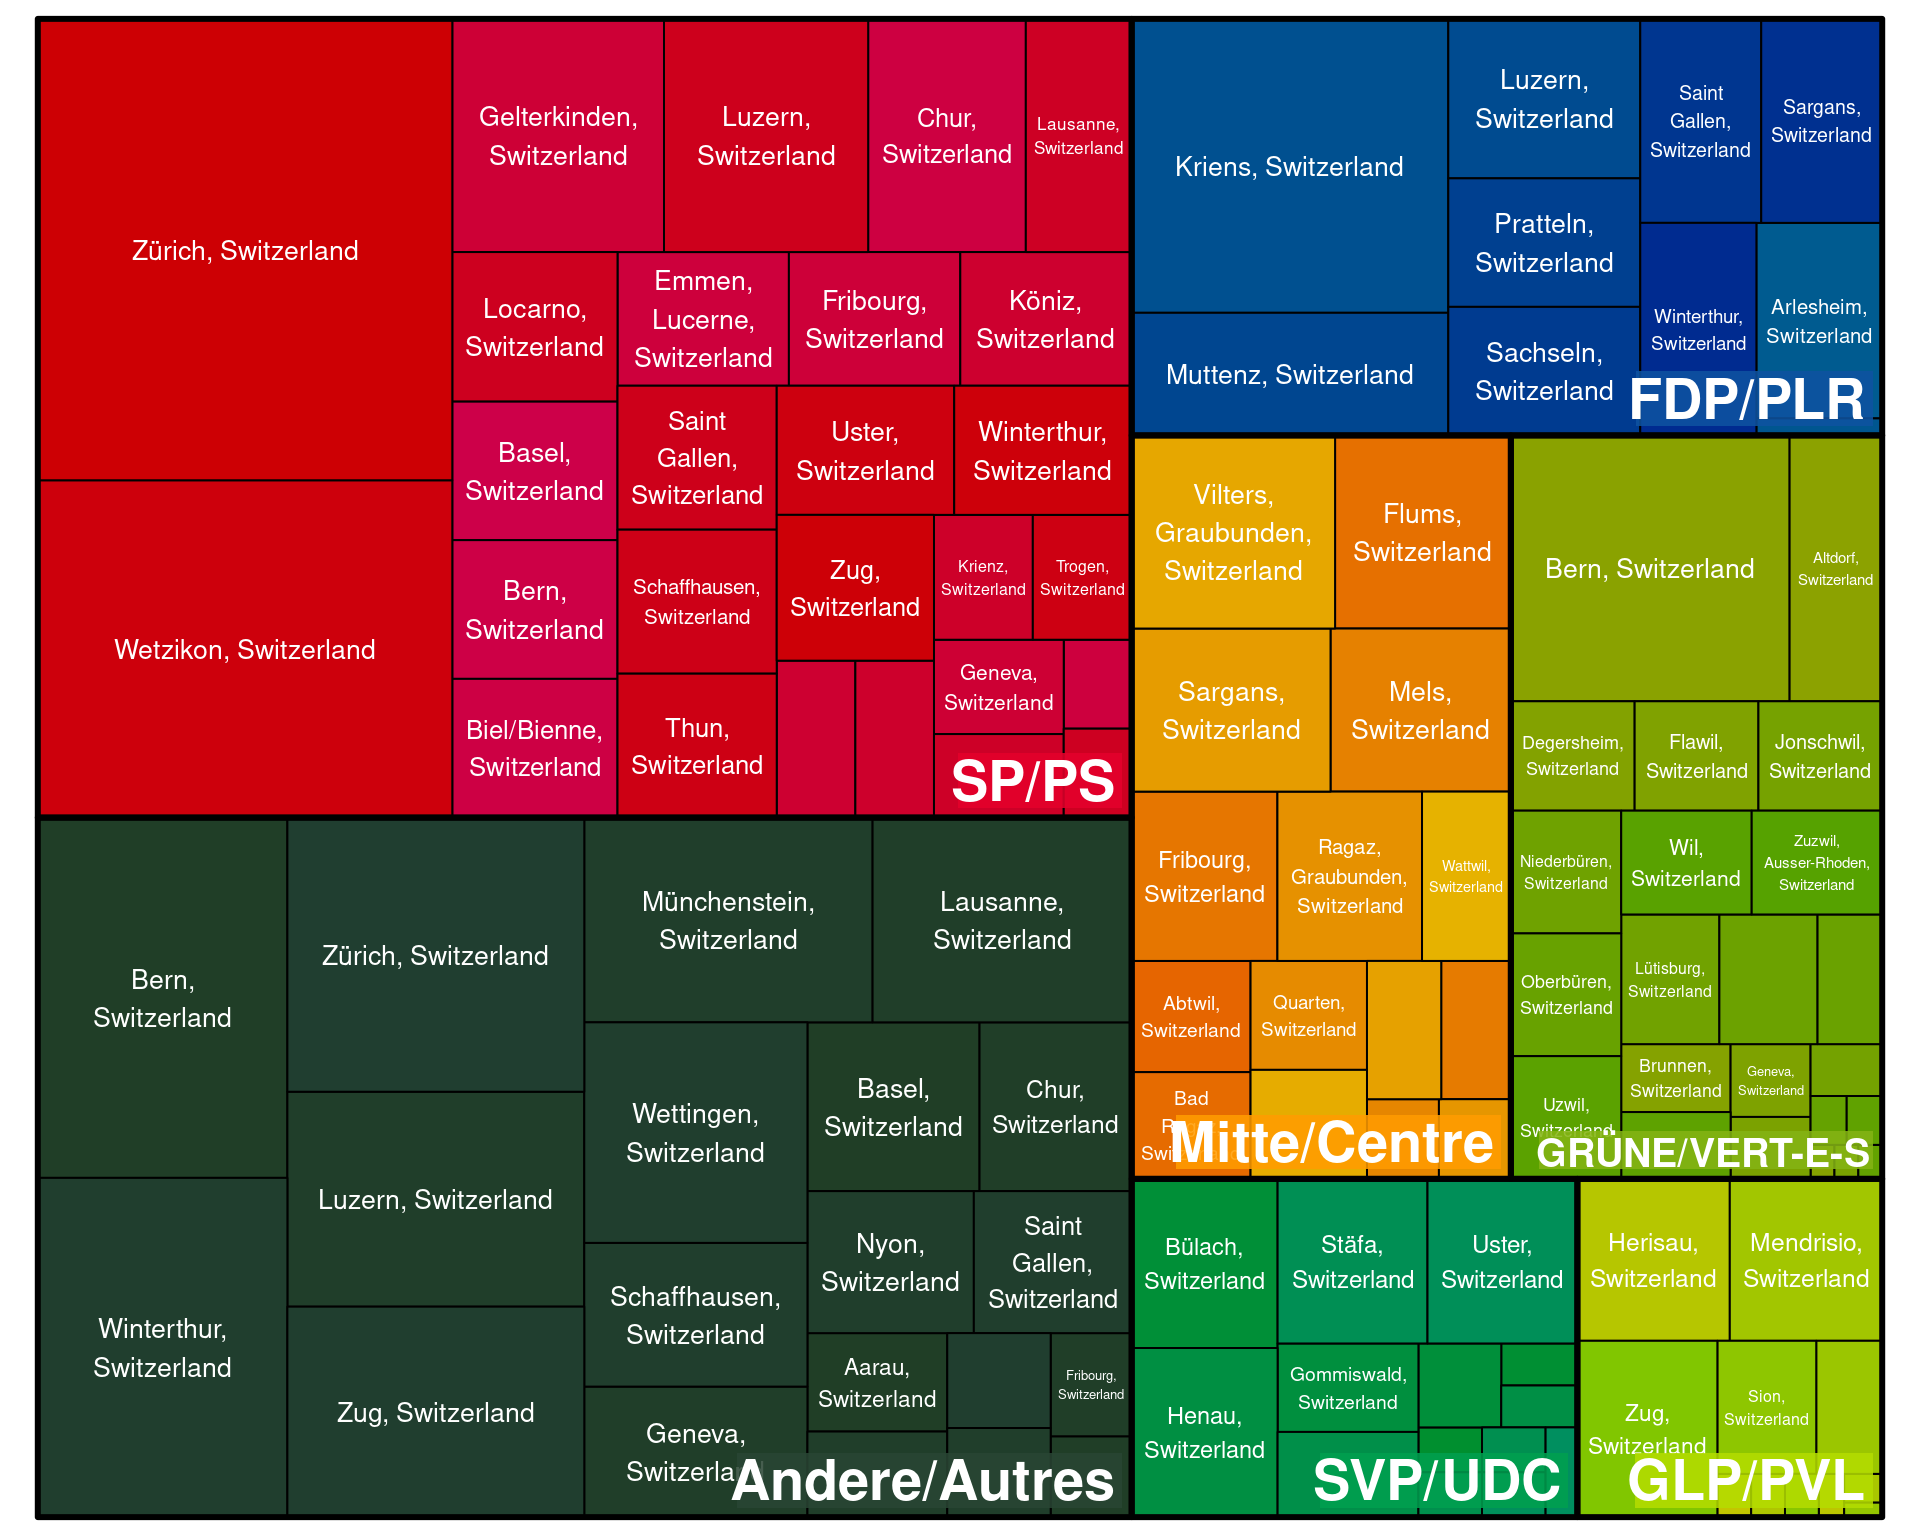 Zürich, Switzerland
Wetzikon, Switzerland
Gelterkinden,
Switzerland
Luzern,
Switzerland
Chur,
Switzerland
Lausanne,
Switzerland
Locarno,
Switzerland
Emmen,
Lucerne,
Switzerland
Fribourg,
Switzerland
Köniz,
Switzerland
Basel,
Switzerland
Saint
Gallen,
Switzerland
Uster,
Switzerland
Winterthur,
Switzerland
Bern,
Switzerland
Schaffhausen,
Switzerland
Zug,
Switzerland
Krienz,
Switzerland
Trogen,
Switzerland
Biel/Bienne,
Switzerland
Thun,
Switzerland
Geneva,
Switzerland
SP/PS
Kriens, Switzerland
Muttenz, Switzerland
Luzern,
Switzerland
Pratteln,
Switzerland
Sachseln,
Switzerland
Saint
Gallen,
Switzerland
Sargans,
Switzerland
Winterthur,
Switzerland
Arlesheim,
Switzerland
FDP/PLR
Vilters,
Graubunden,
Switzerland
Flums,
Switzerland
Sargans,
Switzerland
Mels,
Switzerland
Fribourg,
Switzerland
Ragaz,
Graubunden,
Switzerland
Wattwil,
Switzerland
Abtwil,
Switzerland
Quarten,
Switzerland
Bad
Mitte/Centre
Bern, Switzerland
Altdorf,
Switzerland
Degersheim,
Switzerland
Flawil,
Switzerland
Jonschwil,
Switzerland
Niederbüren,
Switzerland
Wil,
Switzerland
Zuzwil,
Ausser-Rhoden,
Switzerland
Oberbüren,
Switzerland
Lütisburg,
Switzerland
Brunnen,
Switzerland
Geneva,
Switzerland
Uzwil,
Switzerland
GRÜNE/VERT-E-S
Bern,
Switzerland
Winterthur,
Switzerland
Zürich, Switzerland
Luzern, Switzerland
Zug, Switzerland
Münchenstein,
Switzerland
Lausanne,
Switzerland
Wettingen,
Switzerland
Basel,
Switzerland
Chur,
Switzerland
Schaffhausen,
Switzerland
Nyon,
Switzerland
Saint
Gallen,
Switzerland
Aarau,
Switzerland
Fribourg,
Switzerland
Geneva,
Switzerland
Andere/Autres
Bülach,
Switzerland
Stäfa,
Switzerland
Uster,
Switzerland
Henau,
Switzerland
Gommiswald,
Switzerland
SVP/UDC
Herisau,
Switzerland
Mendrisio,
Switzerland
Zug,
Switzerland
Sion,
Switzerland
GLP/PVL